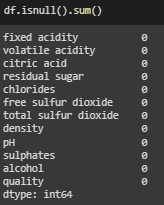 df.isnull().sum()
fixed acidity 0
volatile acidity 0
citric acid 0
residual sugar 0
chlorides 0
free sulfur dioxide 0
total sulfur dioxide 0
density 0
pH 0
sulphates 0
alcohol 0
quality 0
dtype: int64